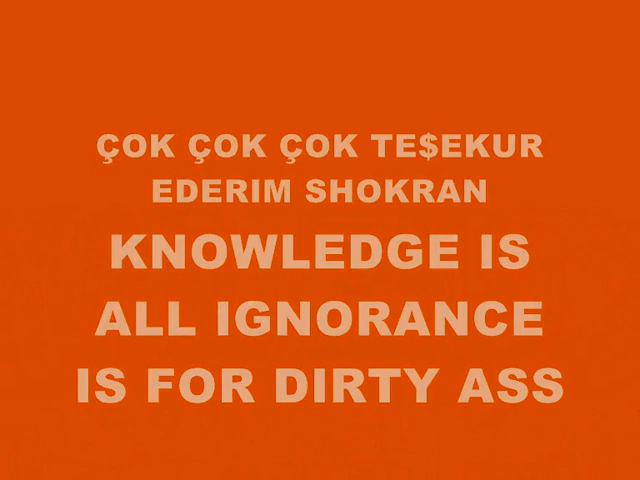 ÇOK ÇOK ÇOK TE$EKUR
EDERIM SHOKRAN
KNOWLEDGE IS
ALL IGNORANCE
IS FOR DIRTY ASS